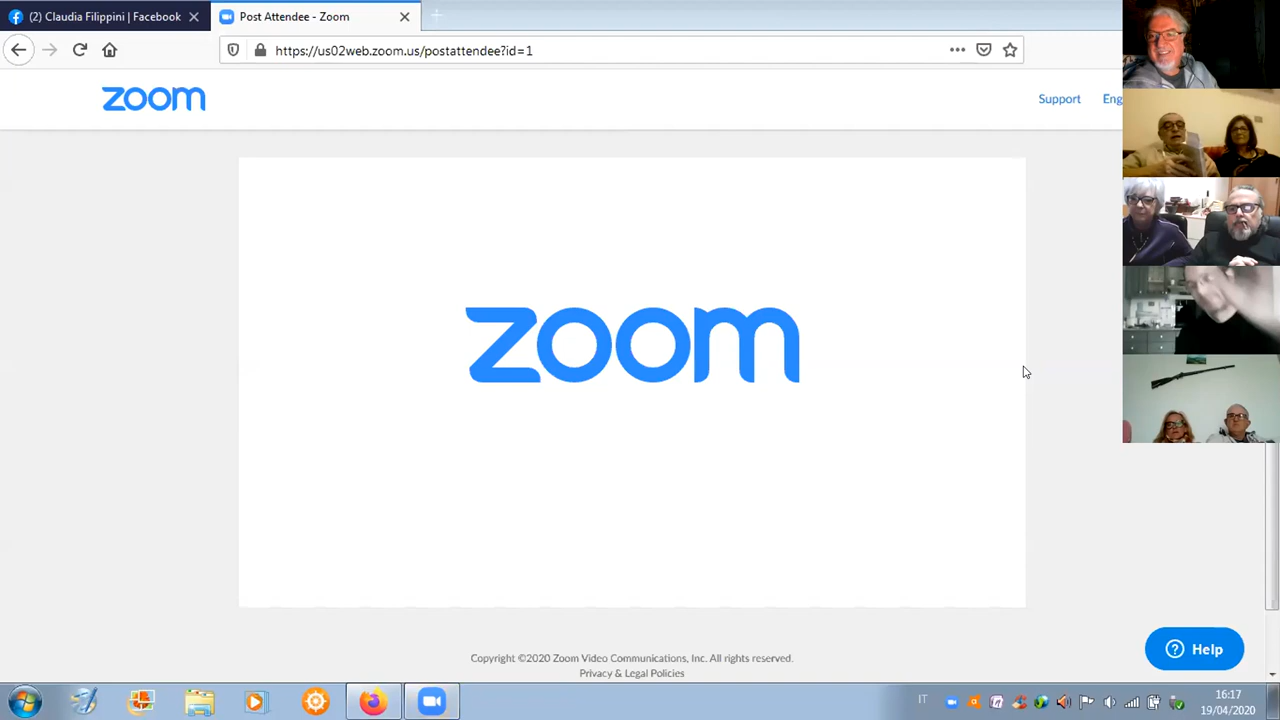 (2) Claudia Filippini | Facebook
Post Attendee - Zoom
https://us02web.zoom.us/postattendee?id=1
zoom
Support
Eng
zoom
Copyright ©2020 Zoom Video Communications, Inc. All rights reserved.
Privacy & Legal Policies
? Help
IT
16:17
19/04/2020